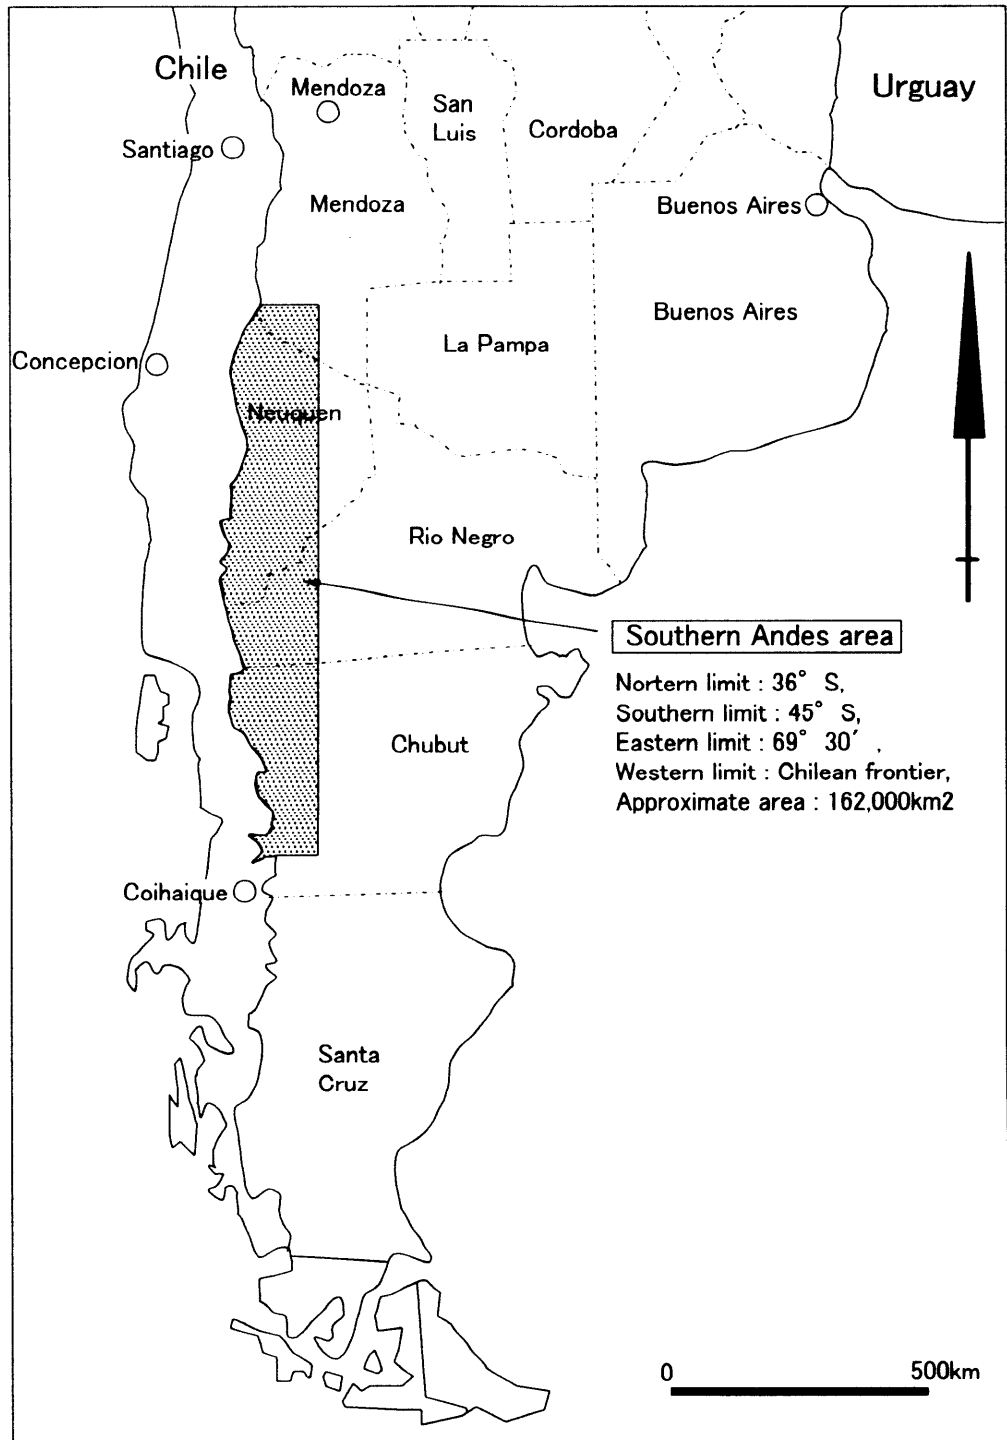 Chile
Mendoza
San
Luis
Cordoba
Urguay
Santiago
Mendoza
Buenos Aires
Buenos Aires
La Pampa
Concepcion
Neuquen
Rio Negro
Southern Andes area
Nortern limit : 36° S,
Southern limit : 45° S,
Eastern limit : 69° 30′ ,
Western limit : Chilean frontier,
Approximate area : 162,000km2
Chubut
Coihaique
Santa
Cruz
0 500km